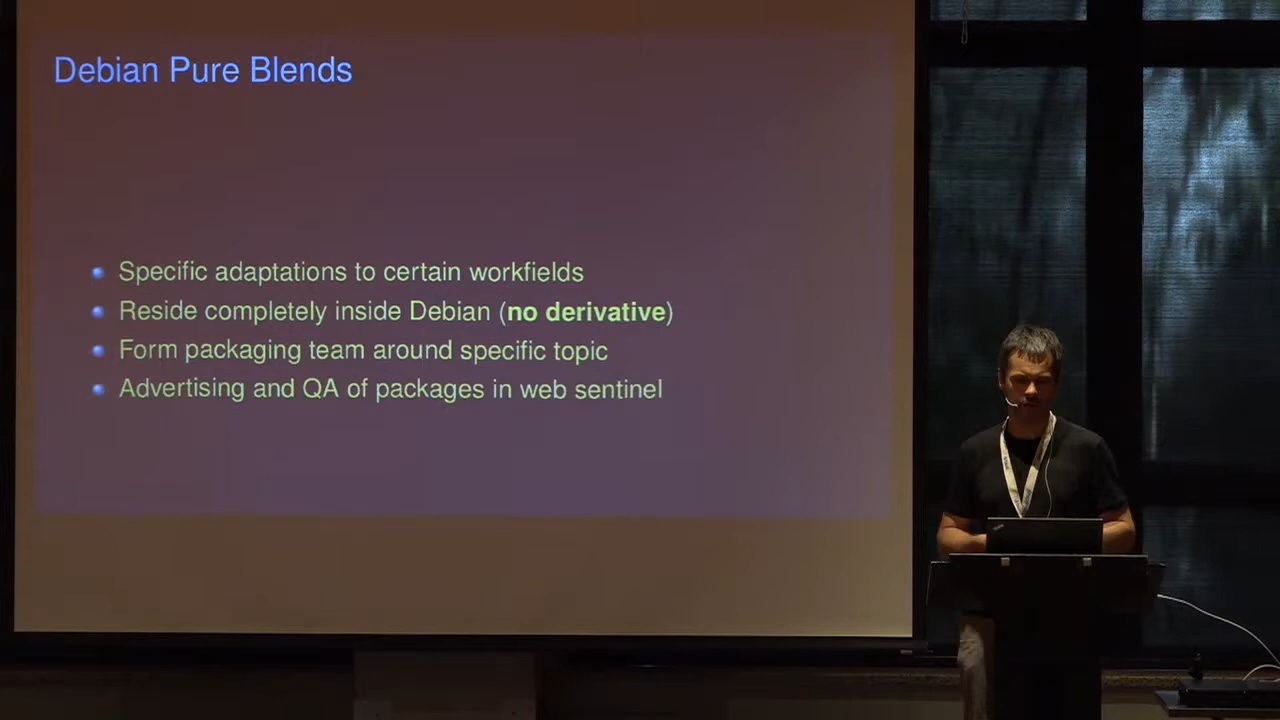 Debian Pure Blends
Specific adaptations to certain workfields
Reside completely inside Debian (no derivative)
Form packaging team around specific topic
Advertising and QA of packages in web sentinel